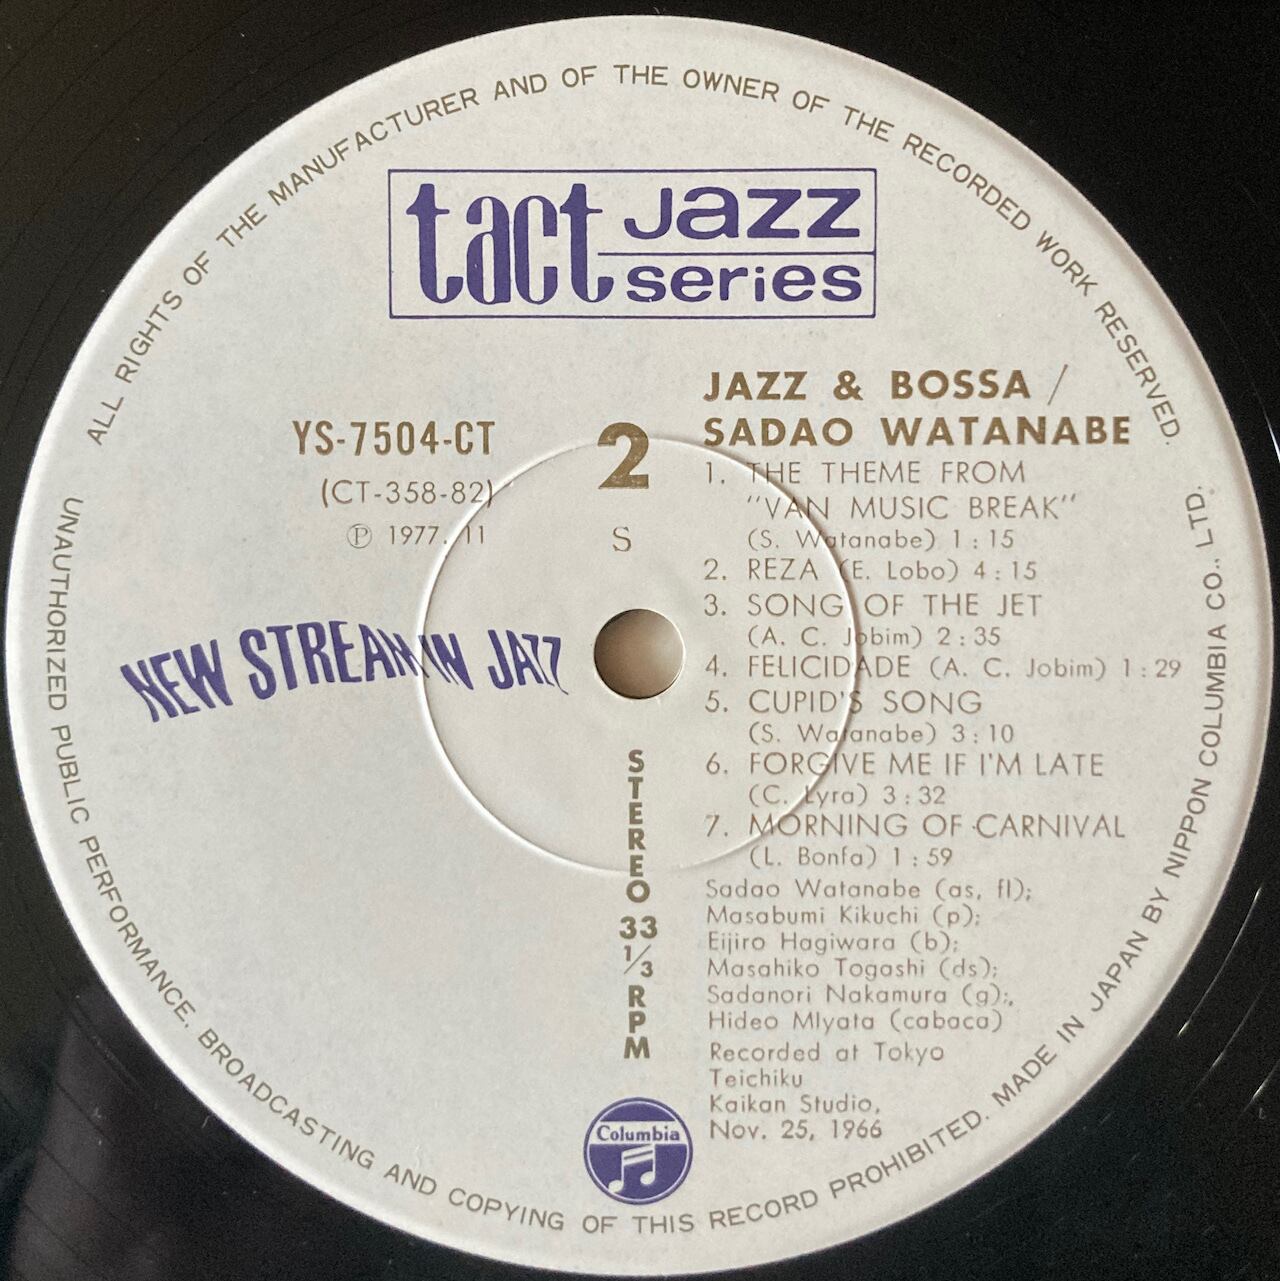 ALL RIGHTS OF THE MANUFACTURER AND OF THE OWNER OF THE RECORDED WORK RESERVED.
tact jazz
series
JAZZ & BOSSA /
SADAO WATANABE
YS-7504-CT
(CT-358-82)
℗ 1977. 11
2
S
1. THE THEME FROM
"VAN MUSIC BREAK"
(S. Watanabe) 1 : 15
2. REZA (E. Lobo) 4 : 15
3. SONG OF THE JET
(A. C. Jobim) 2 : 35
4. FELICIDADE (A. C. Jobim) 1 : 29
5. CUPID'S SONG
(S. Watanabe) 3 : 10
6. FORGIVE ME IF I'M LATE
(C. Lyra) 3 : 32
7. MORNING OF CARNIVAL
(L. Bonfa) 1 : 59
NEW STREAM IN JAZZ
STEREO
33
1/3
RPM
Sadao Watanabe (as, fl);
Masabumi Kikuchi (p);
Eijiro Hagiwara (b);
Masahiko Togashi (ds);
Sadanori Nakamura (g);,
Hideo MIyata (cabaca)
Recorded at Tokyo
Teichiku
Kaikan Studio,
Nov. 25, 1966
Columbia
UNAUTHORIZED PUBLIC PERFORMANCE. BROADCASTING AND COPYING OF THIS RECORD PROHIBITED. MADE IN JAPAN BY NIPPON COLUMBIA CO., LTD.